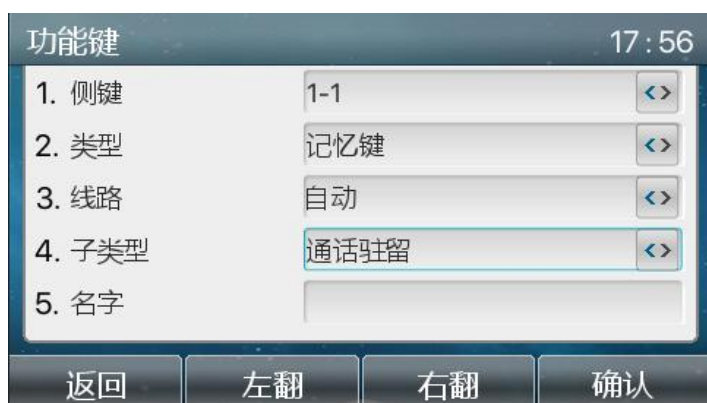 功能键 17:56
1. 侧键 1-1
2. 类型 记忆键
3. 线路 自动
4. 子类型 通话驻留
5. 名字
返回 左翻 右翻 确认